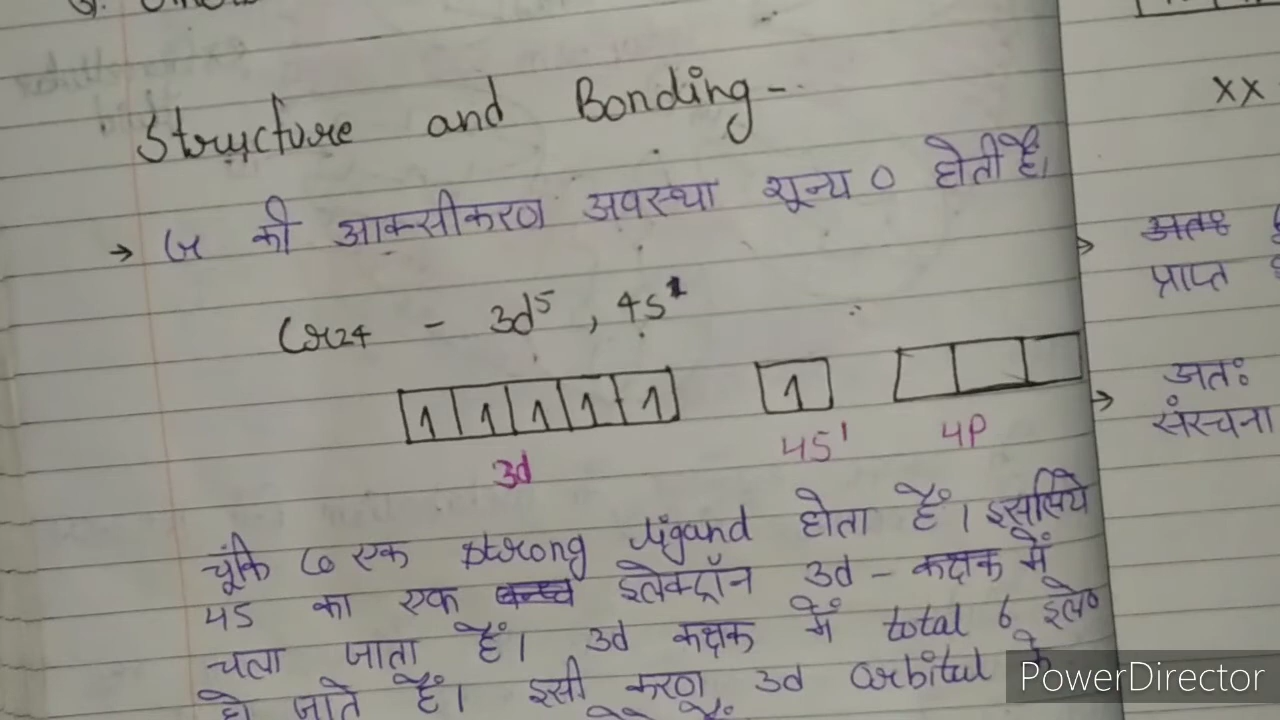 Structure and Bonding -
→ Cr की आक्सीकरण अवस्था शून्य 0 होती है।
Cr24 - 3d5 , 4s1
1 1 1 1 1 1
3d 4S1 4P
चूंकि Co एक strong ligand होता है। इसलिये
4S का एक इलेक्ट्रॉन 3d - कक्षक में
चला जाता है। 3d कक्षक में total 6 इले०
हो जाते है। इसी करण 3d orbital के
xx
अतः
प्राप्त
→ अतः
संरचना
PowerDirector